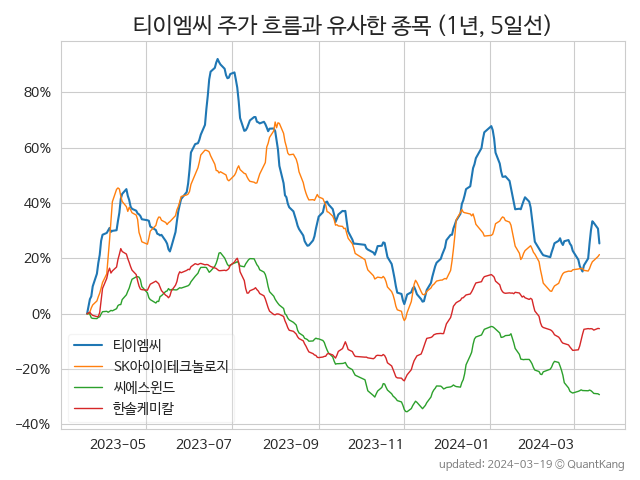 티이엠씨 주가 흐름과 유사한 종목 (1년, 5일선)
80%
60%
40%
20%
0%
−20%
−40%
티이엠씨
SK아이이테크놀로지
씨에스윈드
한솔케미칼
2023-05
2023-07
2023-09
2023-11
2024-01
2024-03
updated: 2024-03-19 © QuantKang